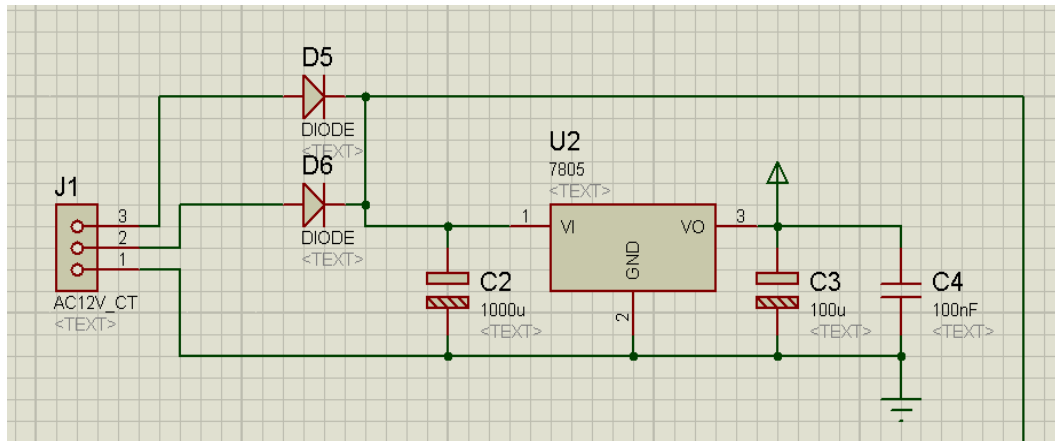 D5
DIODE
<TEXT>
D6
DIODE
<TEXT>
J1
3
2
1
AC12V_CT
<TEXT>
U2
7805
<TEXT>
1
VI
VO
3
GND
2
C2
1000u
<TEXT>
C3
100u
<TEXT>
C4
100nF
<TEXT>